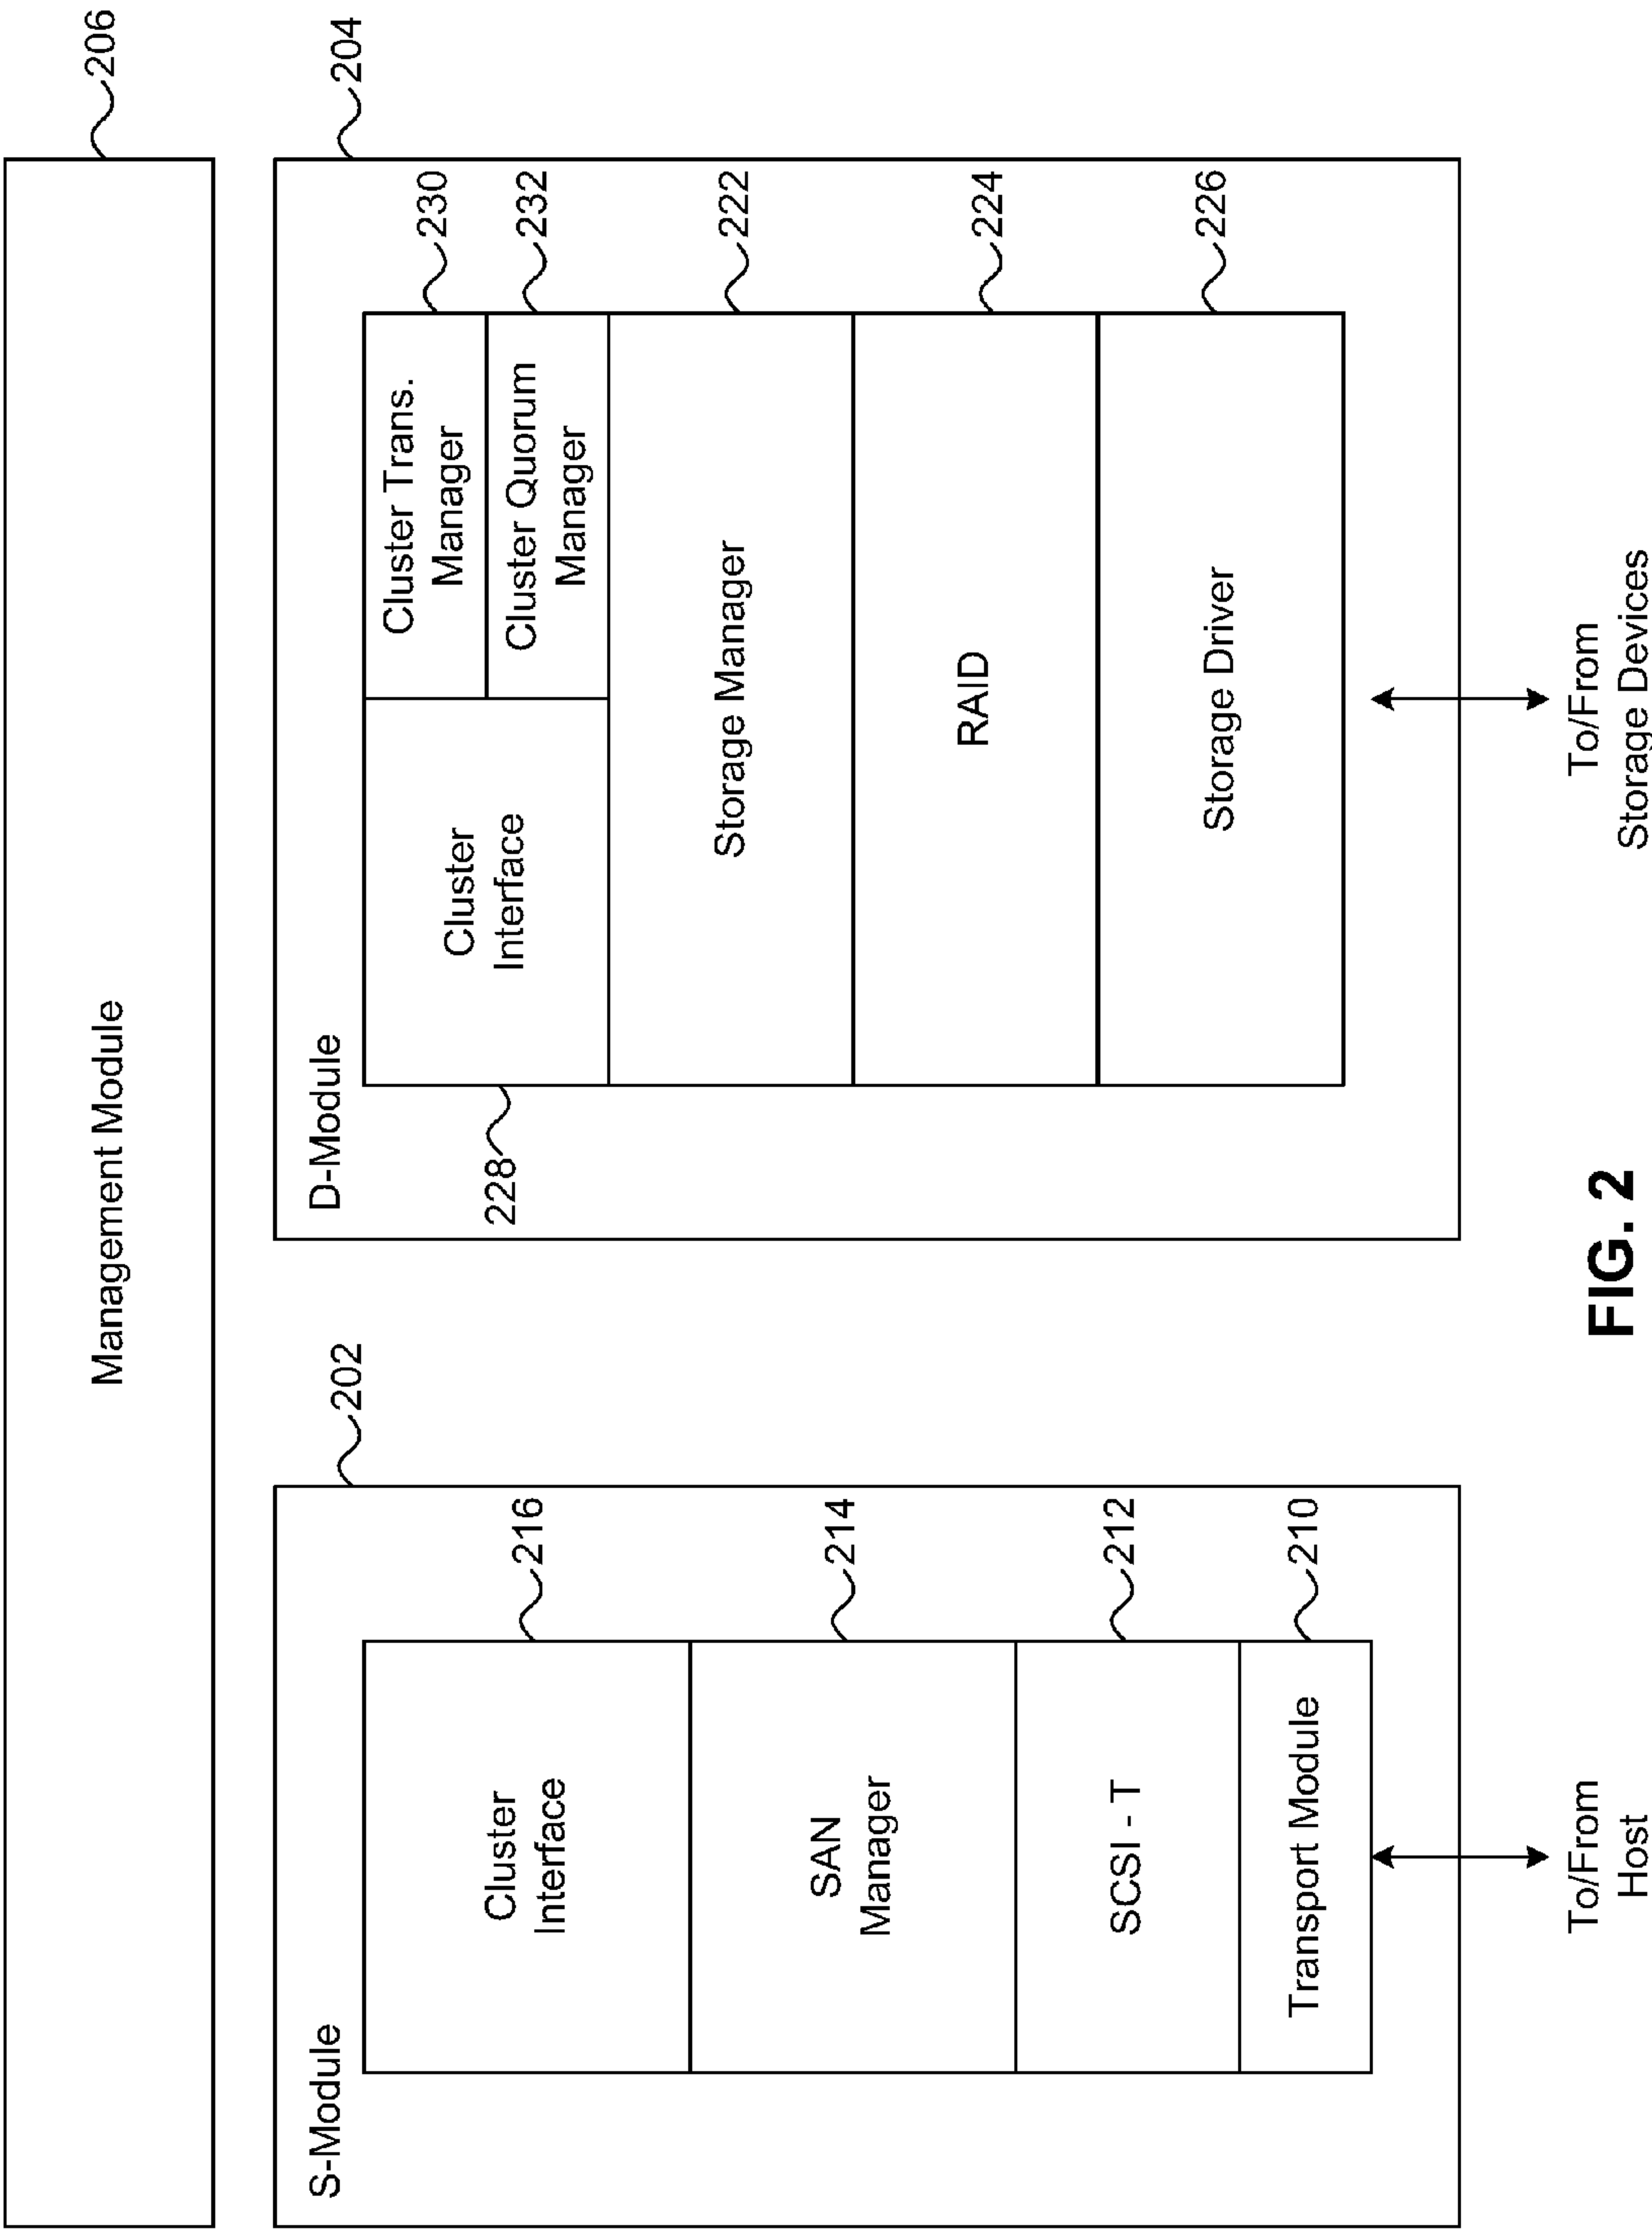 Management Module
206
S-Module
202
Cluster
Interface
216
SAN
Manager
214
SCSI - T
212
Transport Module
210
To/From
Host
D-Module
204
228
Cluster
Interface
Cluster Trans.
Manager
230
Cluster Quorum
Manager
232
Storage Manager
222
RAID
224
Storage Driver
226
To/From
Storage Devices
FIG. 2